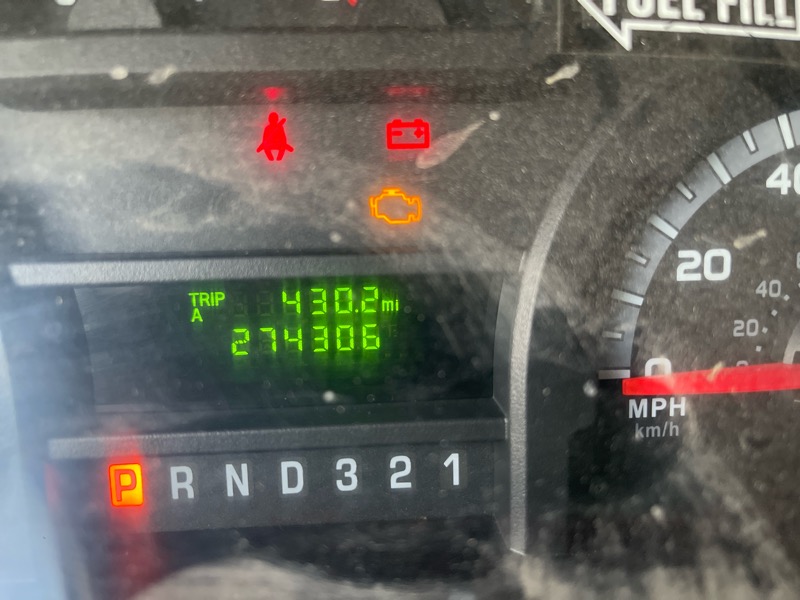 FUEL FILL
40
20
40
20
0
TRIP 430.2 mi
A
274306
MPH
km/h
P R N D 3 2 1